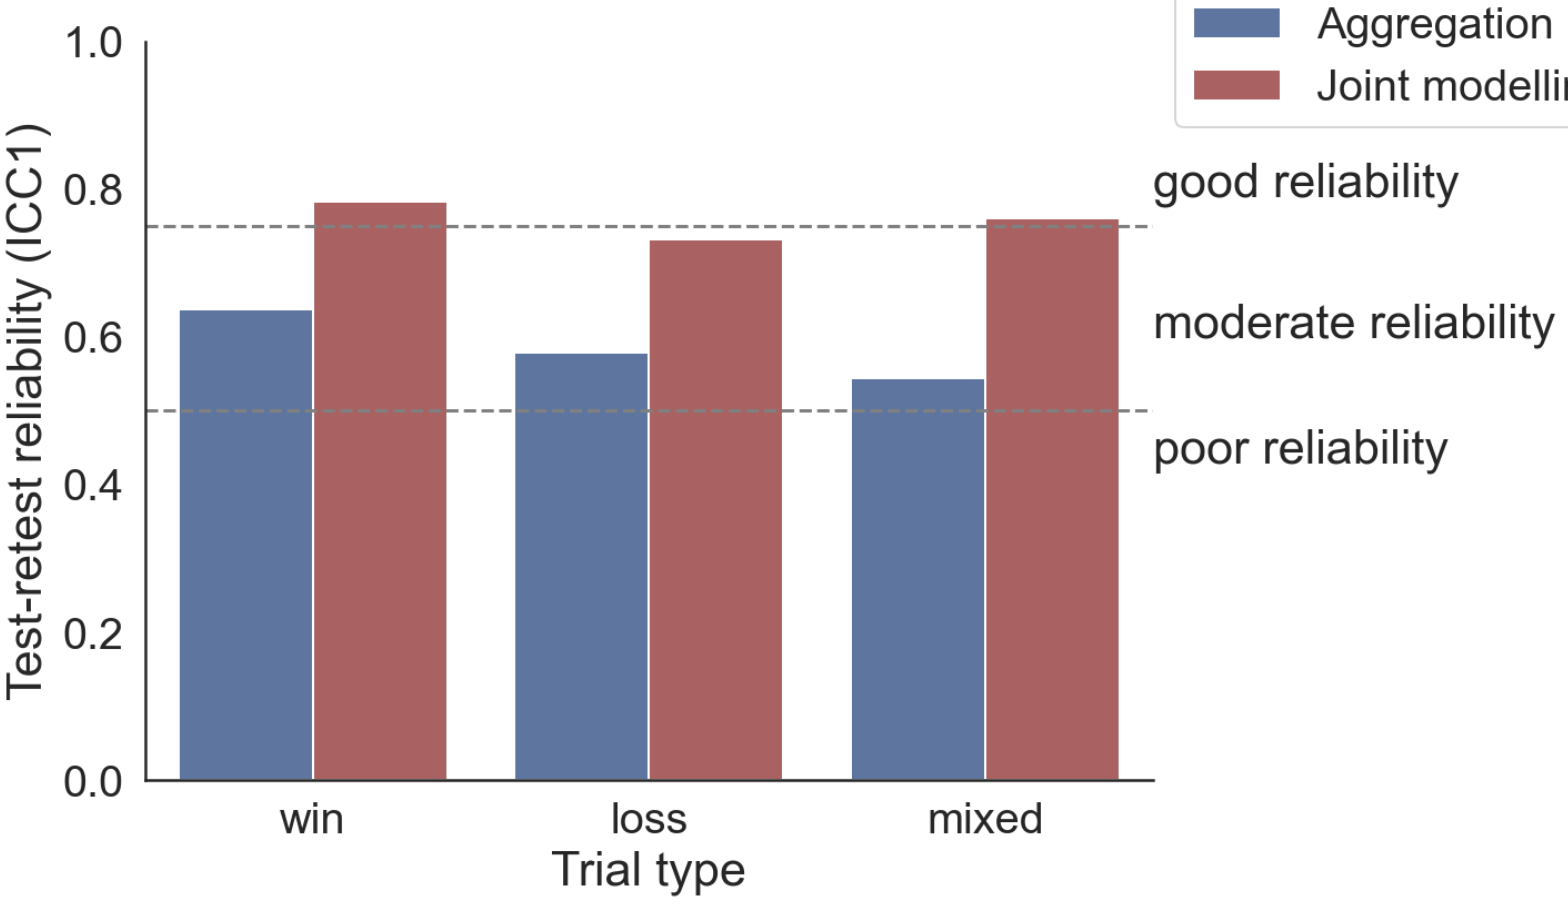 Aggregation
Joint modelli
1.0
0.8
0.6
0.4
0.2
0.0
Test-retest reliability (ICC1)
good reliability
moderate reliability
poor reliability
win loss mixed
Trial type